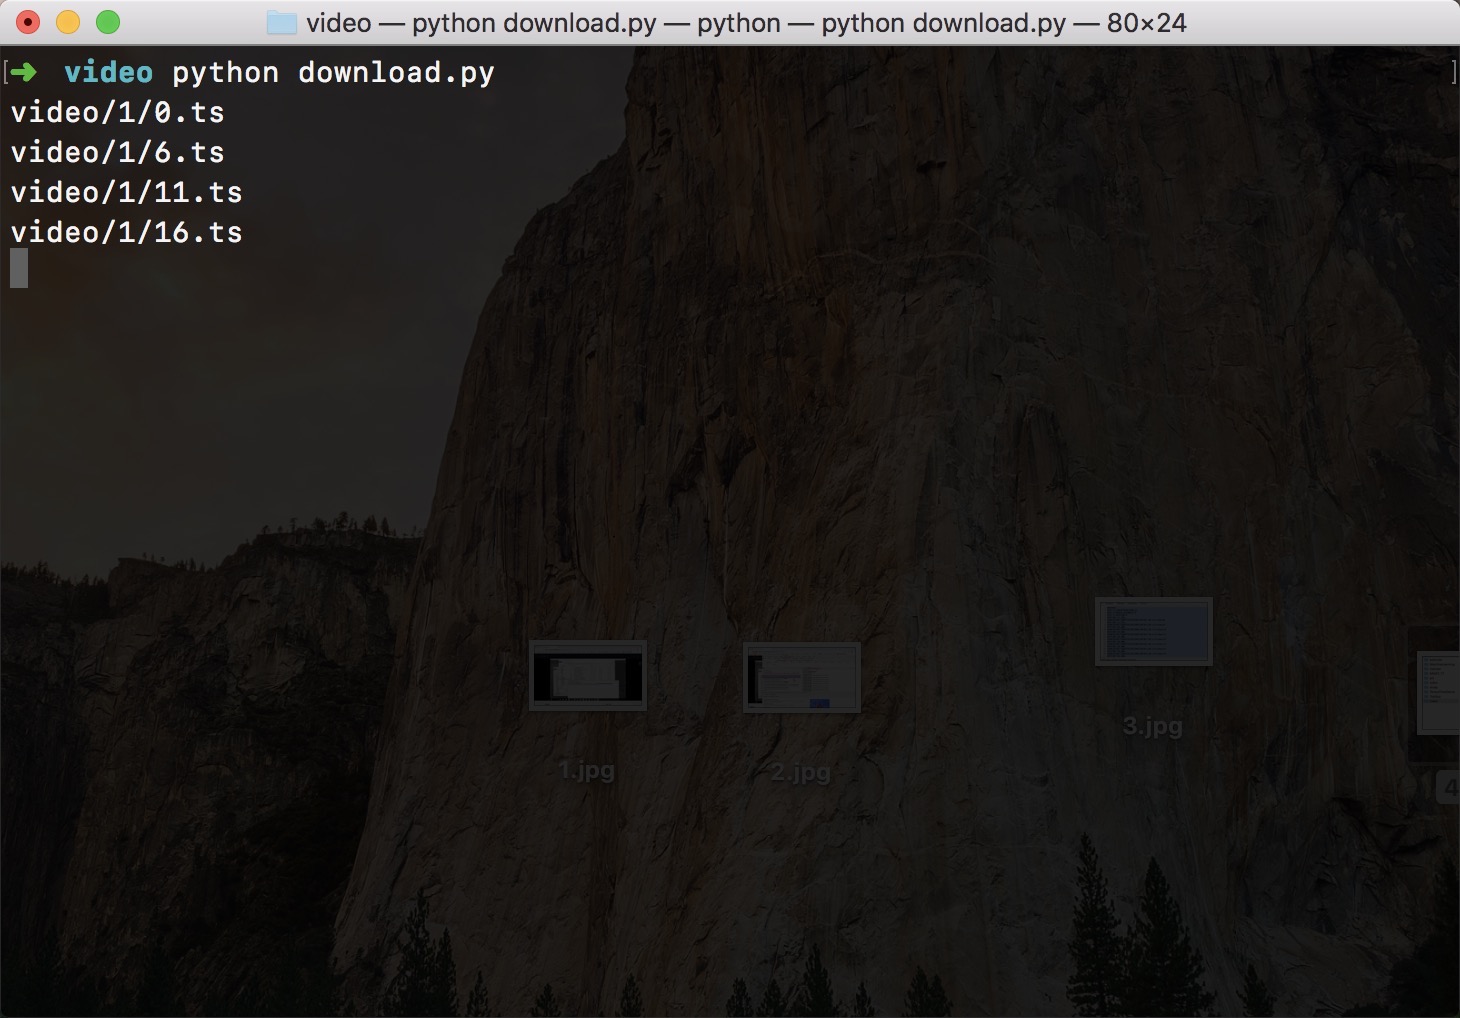 video — python download.py — python — python download.py — 80×24
[➜ video python download.py ]
video/1/0.ts
video/1/6.ts
video/1/11.ts
video/1/16.ts
1.jpg
2.jpg
3.jpg
4